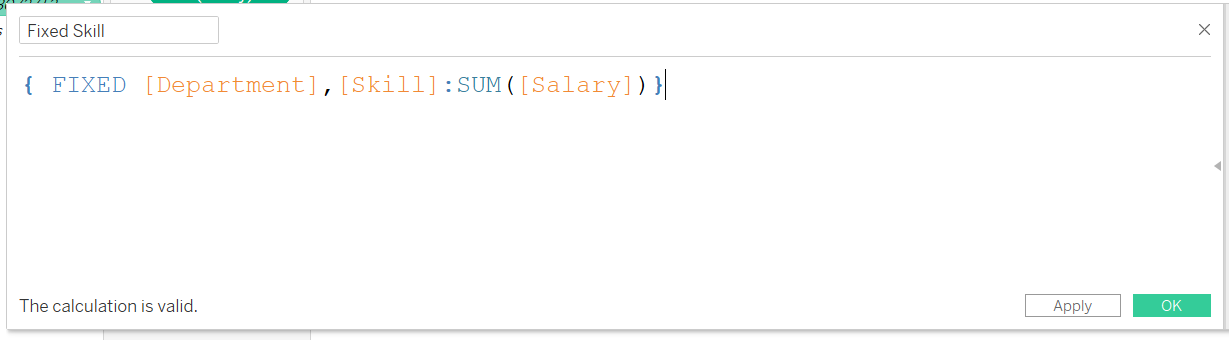 Fixed Skill
{ FIXED [Department],[Skill]:SUM([Salary])}
The calculation is valid.
Apply
OK